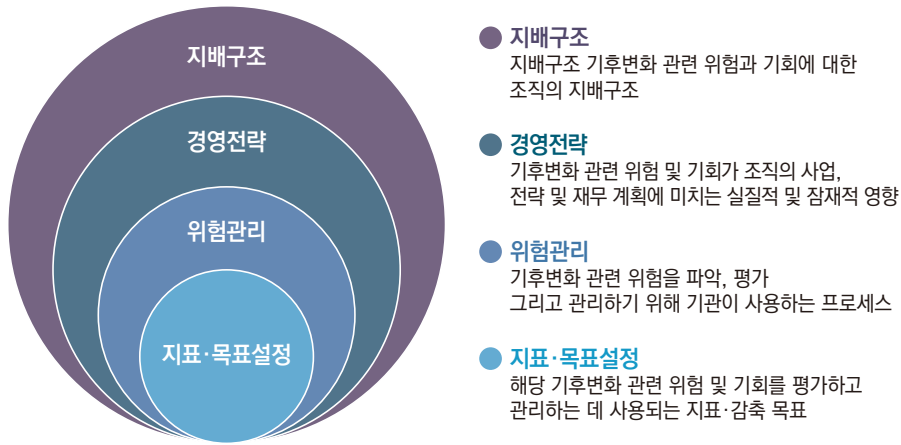 지배구조
경영전략
위험관리
지표·목표설정
지배구조
지배구조 기후변화 관련 위험과 기회에 대한
조직의 지배구조
경영전략
기후변화 관련 위험 및 기회가 조직의 사업,
전략 및 재무 계획에 미치는 실질적 및 잠재적 영향
위험관리
기후변화 관련 위험을 파악, 평가
그리고 관리하기 위해 기관이 사용하는 프로세스
지표·목표설정
해당 기후변화 관련 위험 및 기회를 평가하고
관리하는 데 사용되는 지표·감축 목표